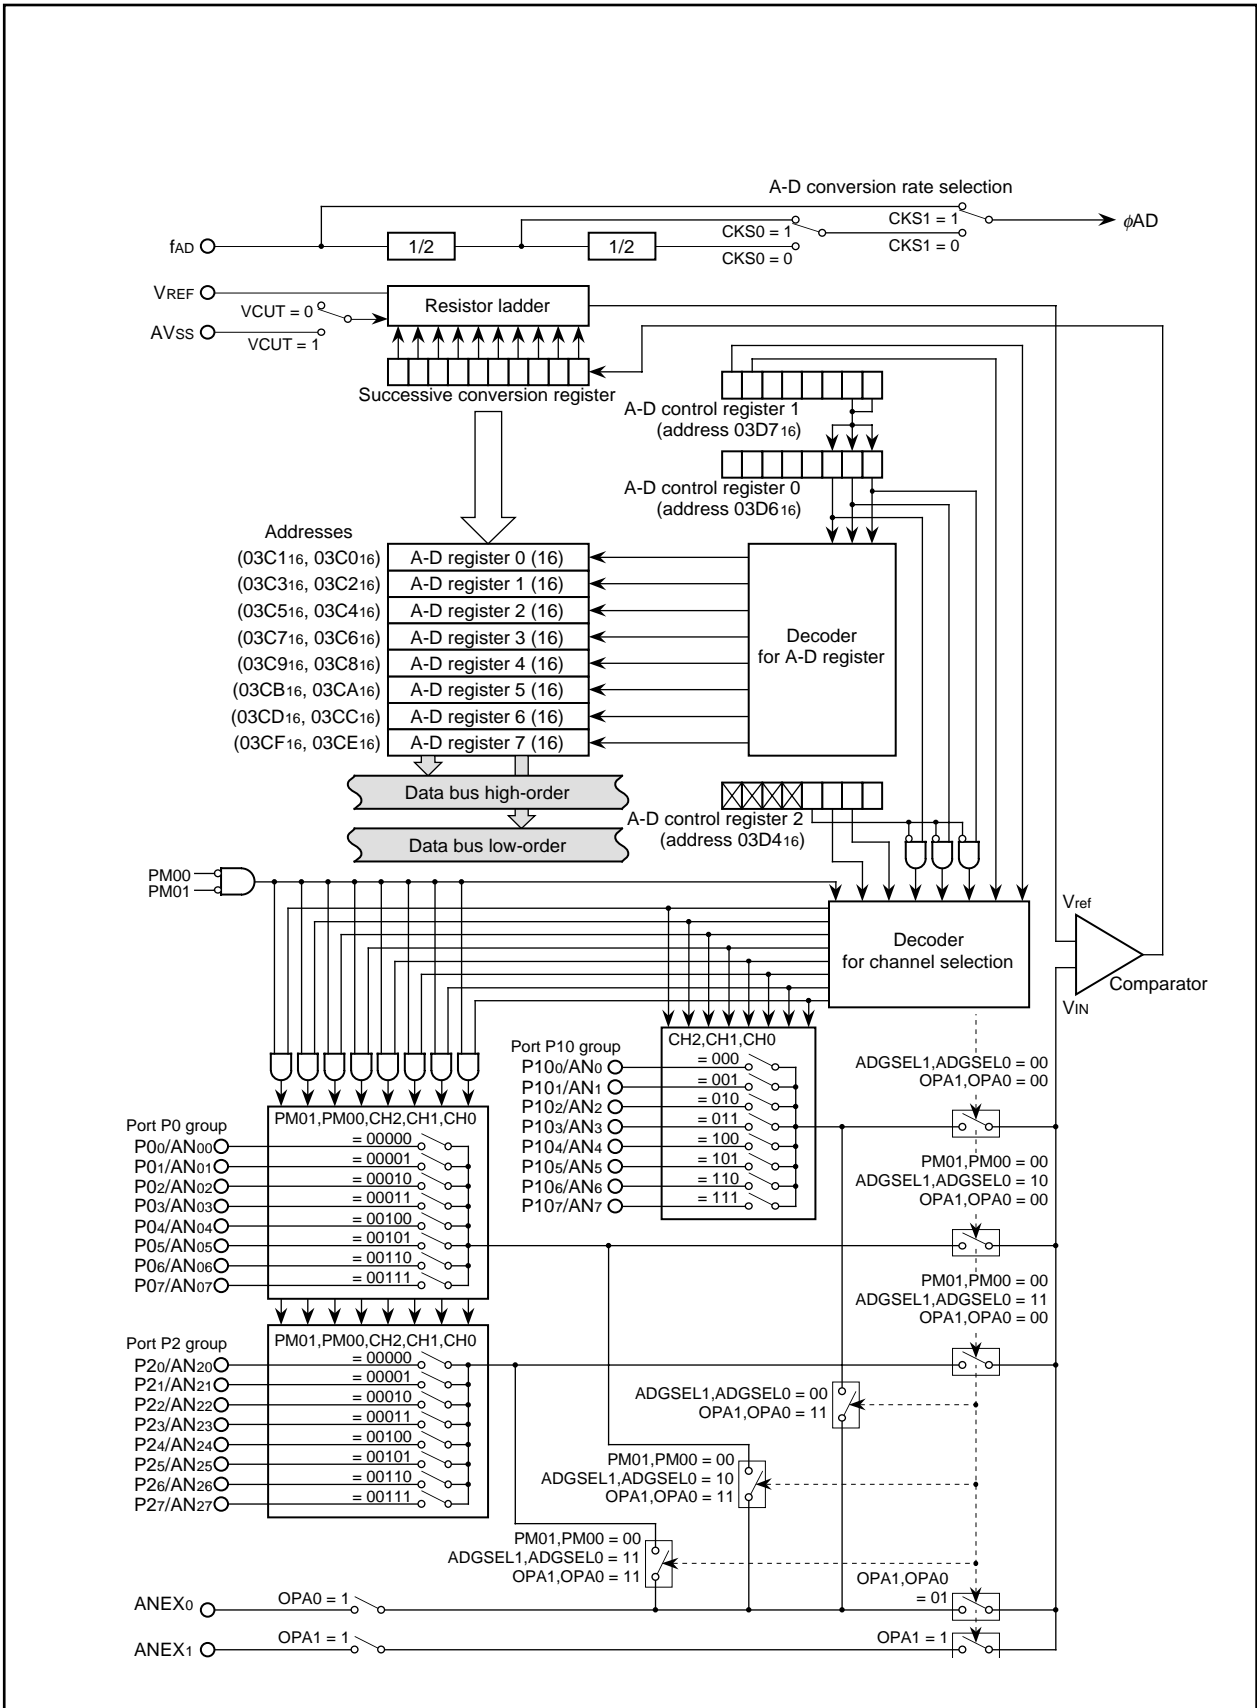 A-D conversion rate selection
CKS1 = 1
φAD
CKS0 = 1
fAD
1/2
1/2
CKS1 = 0
CKS0 = 0
VREF
Resistor ladder
VCUT = 0
AVSS
VCUT = 1
Successive conversion register
A-D control register 1
(address 03D716)
A-D control register 0
(address 03D616)
Addresses
(03C116, 03C016)
A-D register 0 (16)
(03C316, 03C216)
A-D register 1 (16)
(03C516, 03C416)
A-D register 2 (16)
(03C716, 03C616)
A-D register 3 (16)
(03C916, 03C816)
A-D register 4 (16)
(03CB16, 03CA16)
A-D register 5 (16)
(03CD16, 03CC16)
A-D register 6 (16)
(03CF16, 03CE16)
A-D register 7 (16)
Decoder
for A-D register
Data bus high-order
Data bus low-order
A-D control register 2
(address 03D416)
PM00
PM01
Decoder
for channel selection
Vref
VIN
Comparator
Port P10 group
CH2,CH1,CH0
P100/AN0
= 000
P101/AN1
= 001
P102/AN2
= 010
P103/AN3
= 011
P104/AN4
= 100
P105/AN5
= 101
P106/AN6
= 110
P107/AN7
= 111
ADGSEL1,ADGSEL0 = 00
OPA1,OPA0 = 00
Port P0 group
PM01,PM00,CH2,CH1,CH0
P00/AN00
= 00000
P01/AN01
= 00001
P02/AN02
= 00010
P03/AN03
= 00011
P04/AN04
= 00100
P05/AN05
= 00101
P06/AN06
= 00110
P07/AN07
= 00111
PM01,PM00 = 00
ADGSEL1,ADGSEL0 = 10
OPA1,OPA0 = 00
PM01,PM00 = 00
ADGSEL1,ADGSEL0 = 11
OPA1,OPA0 = 00
Port P2 group
PM01,PM00,CH2,CH1,CH0
P20/AN20
= 00000
P21/AN21
= 00001
P22/AN22
= 00010
P23/AN23
= 00011
P24/AN24
= 00100
P25/AN25
= 00101
P26/AN26
= 00110
P27/AN27
= 00111
ADGSEL1,ADGSEL0 = 00
OPA1,OPA0 = 11
PM01,PM00 = 00
ADGSEL1,ADGSEL0 = 10
OPA1,OPA0 = 11
PM01,PM00 = 00
ADGSEL1,ADGSEL0 = 11
OPA1,OPA0 = 11
ANEX0
OPA0 = 1
OPA1,OPA0
= 01
ANEX1
OPA1 = 1
OPA1 = 1